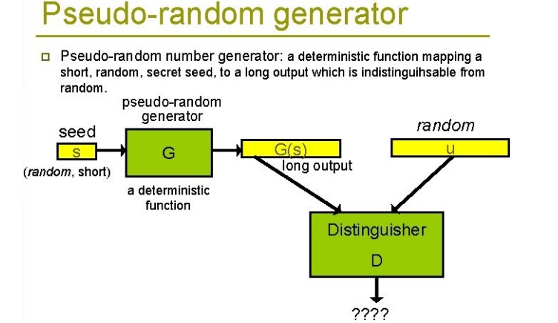 Pseudo-random generator
Pseudo-random number generator: a deterministic function mapping a
short, random, secret seed, to a long output which is indistinguihsable from
random.
pseudo-random
generator
seed
s
(random, short)
G
a deterministic
function
G(s)
long output
random
u
Distinguisher
D
????